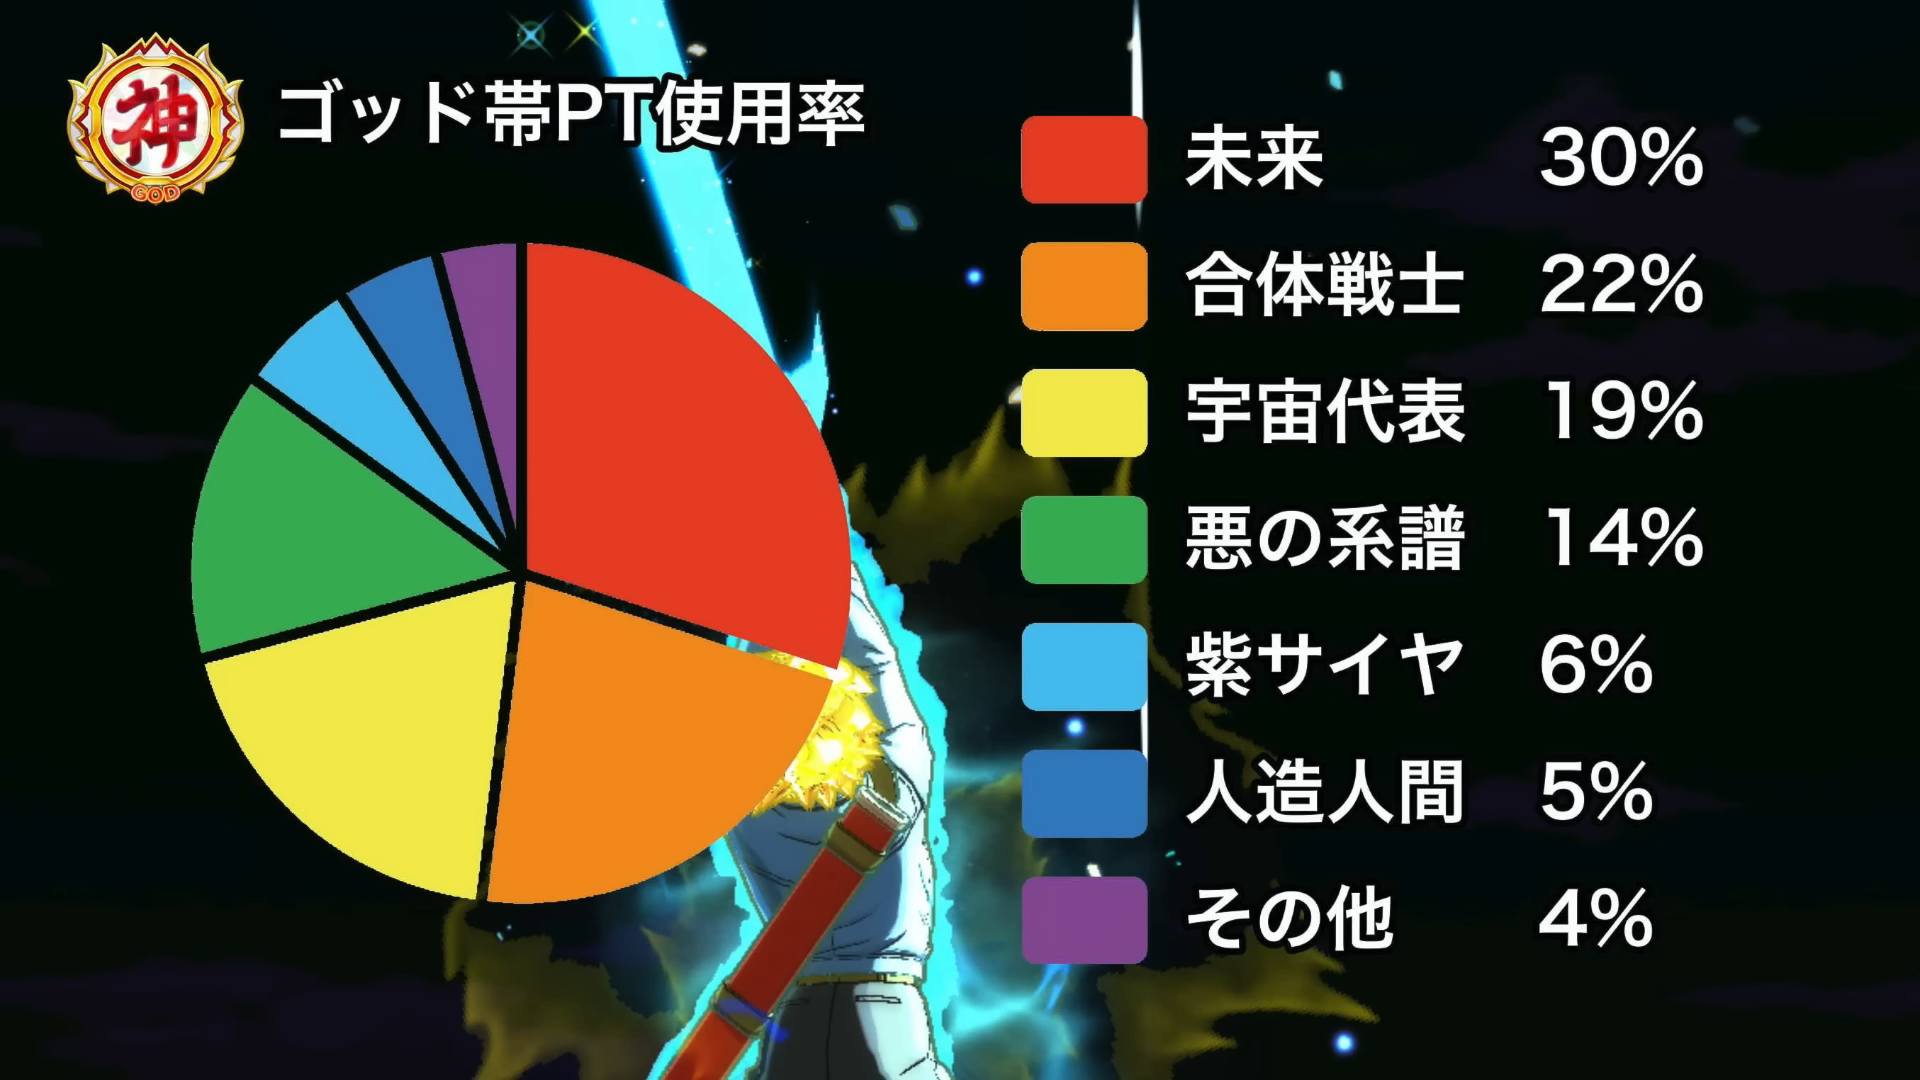 神
GOD
ゴッド帯PT使用率
未来 30%
合体戦士 22%
宇宙代表 19%
悪の系譜 14%
紫サイヤ 6%
人造人間 5%
その他 4%